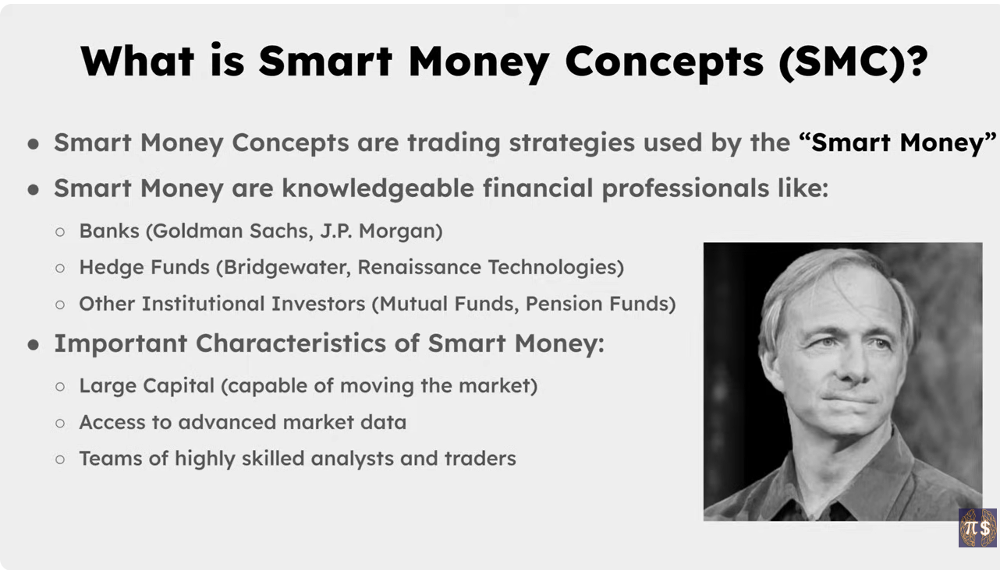 What is Smart Money Concepts (SMC)?
● Smart Money Concepts are trading strategies used by the “Smart Money”
● Smart Money are knowledgeable financial professionals like:
○ Banks (Goldman Sachs, J.P. Morgan)
○ Hedge Funds (Bridgewater, Renaissance Technologies)
○ Other Institutional Investors (Mutual Funds, Pension Funds)
● Important Characteristics of Smart Money:
○ Large Capital (capable of moving the market)
○ Access to advanced market data
○ Teams of highly skilled analysts and traders
π$